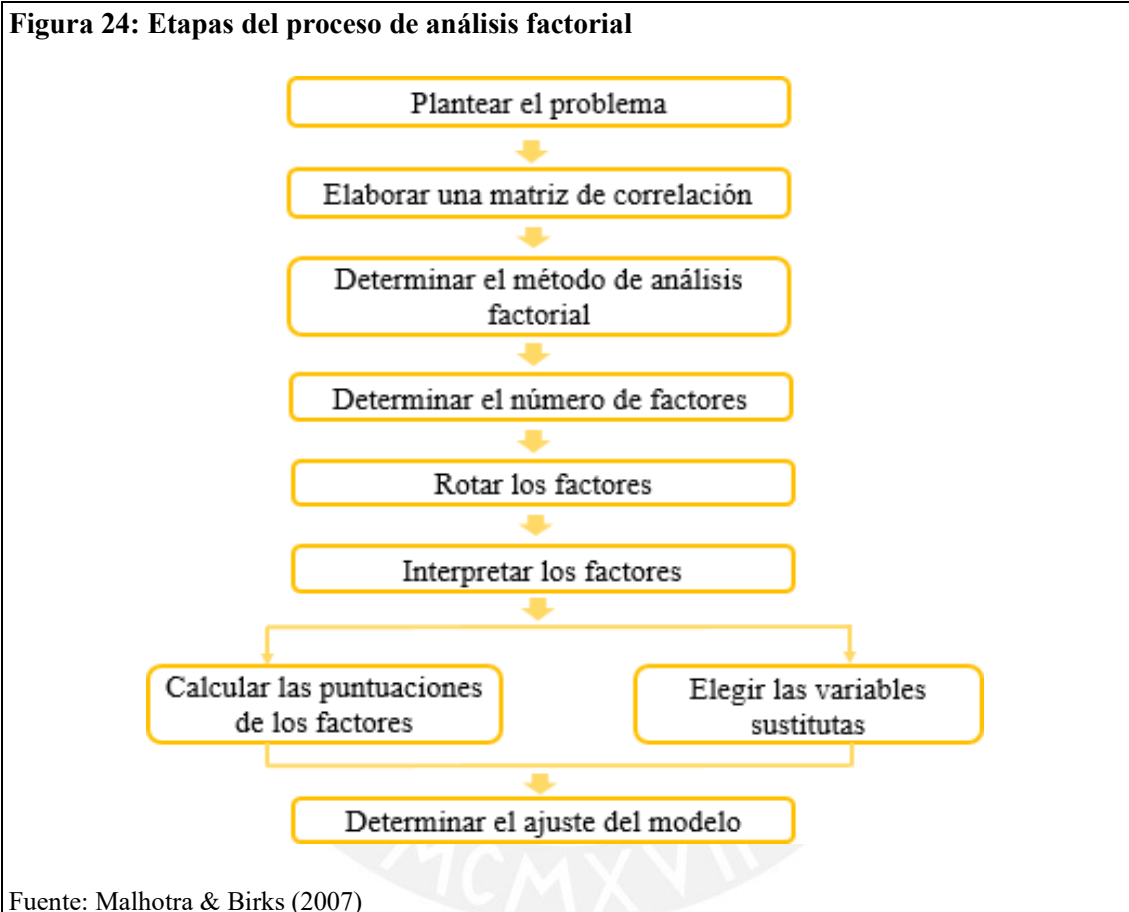 Figura 24: Etapas del proceso de análisis factorial
Plantear el problema
Elaborar una matriz de correlación
Determinar el método de análisis
factorial
Determinar el número de factores
Rotar los factores
Interpretar los factores
Calcular las puntuaciones
de los factores
Elegir las variables
sustitutas
Determinar el ajuste del modelo
MCMXVII
Fuente: Malhotra & Birks (2007)